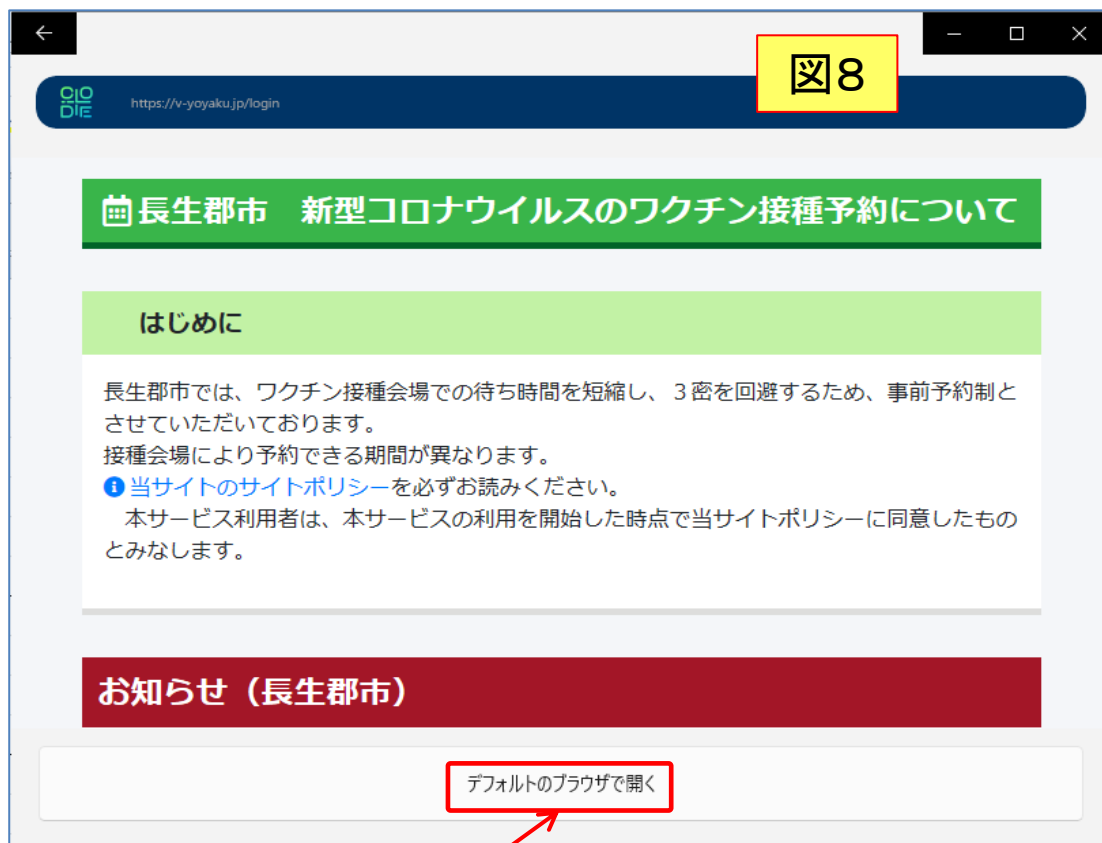 図8
CIO
DIE
https://v-yoyaku.jp/login
長生郡市 新型コロナウイルスのワクチン接種予約について
はじめに
長生郡市では、ワクチン接種会場での待ち時間を短縮し、３密を回避するため、事前予約制と
させていただいております。
接種会場により予約できる期間が異なります。
当サイトのサイトポリシーを必ずお読みください。
本サービス利用者は、本サービスの利用を開始した時点で当サイトポリシーに同意したもの
とみなします。
お知らせ（長生郡市）
デフォルトのブラウザで開く